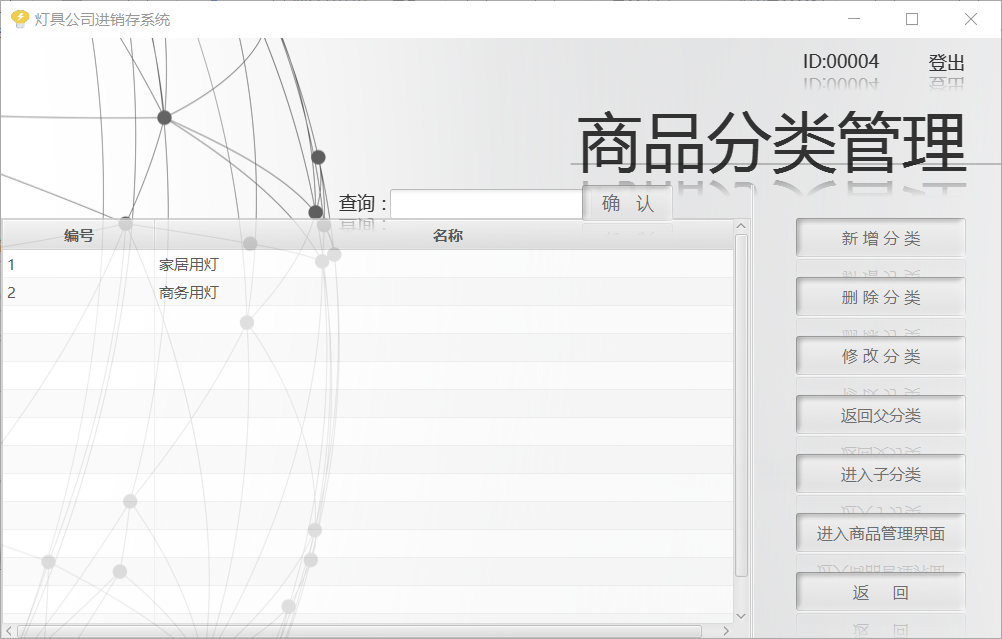 灯具公司进销存系统
ID:00004 登出
商品分类管理
查询： 确 认
编号 名称
1 家居用灯
2 商务用灯
新 增 分 类
删 除 分 类
修 改 分 类
返回父分类
进入子分类
进入商品管理界面
返 回